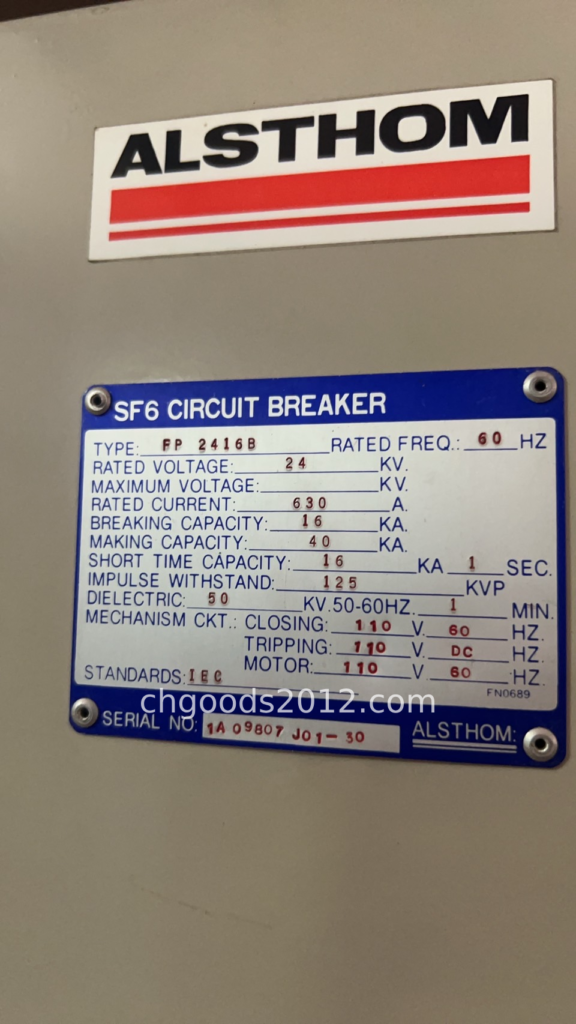 ALSTHOM
SF6 CIRCUIT BREAKER
TYPE: FP 2416B RATED FREQ.: 60 HZ
RATED VOLTAGE: 24 KV.
MAXIMUM VOLTAGE: KV.
RATED CURRENT: 630 A.
BREAKING CAPACITY: 16 KA.
MAKING CAPACITY: 40 KA.
SHORT TIME CAPACITY: 16 KA 1 SEC.
IMPULSE WITHSTAND: 125 KVP
DIELECTRIC: 50 KV.50-60HZ. 1 MIN.
MECHANISM CKT.: CLOSING: 110 V. 60 HZ.
TRIPPING: 110 V. DC HZ.
MOTOR: 110 V. 60 HZ.
STANDARDS: IEC
FN0689
chgoods2012.com
SERIAL NO: 1A 09807 J01-30 ALSTHOM: